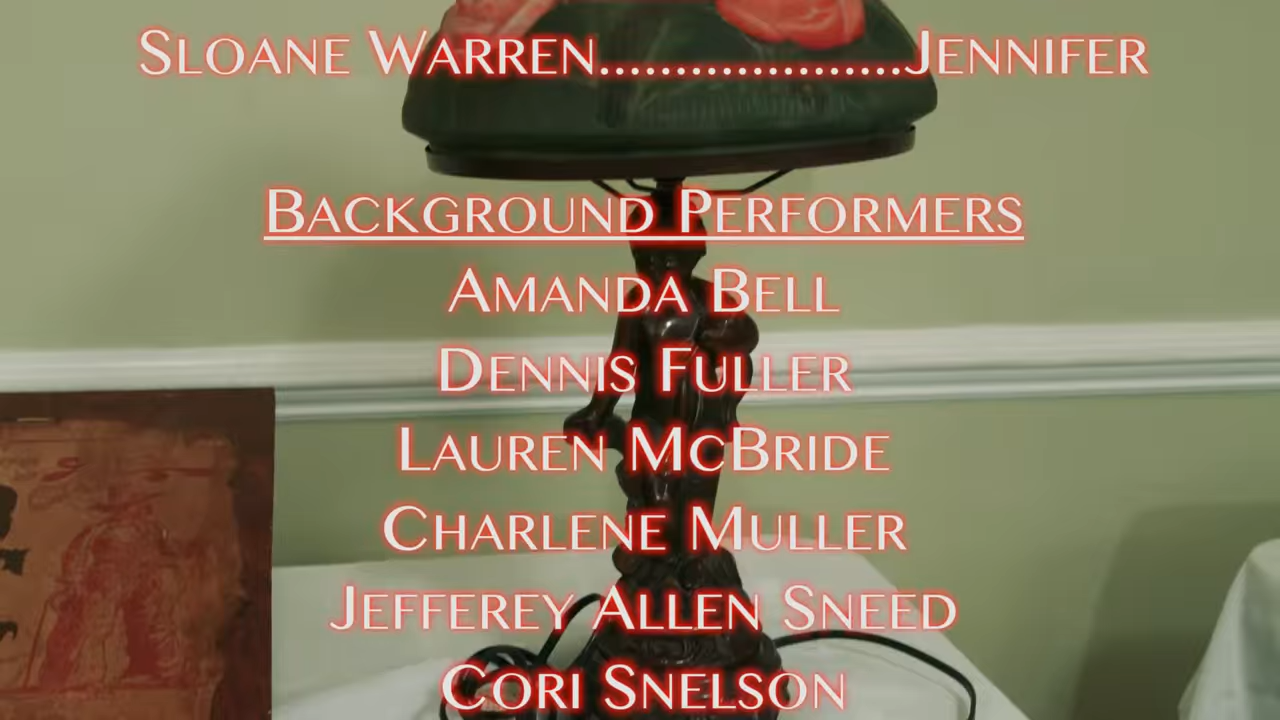 Sloane Warren....................Jennifer
Background Performers
Amanda Bell
Dennis Fuller
Lauren McBride
Charlene Muller
Jefferey Allen Sneed
Cori Snelson